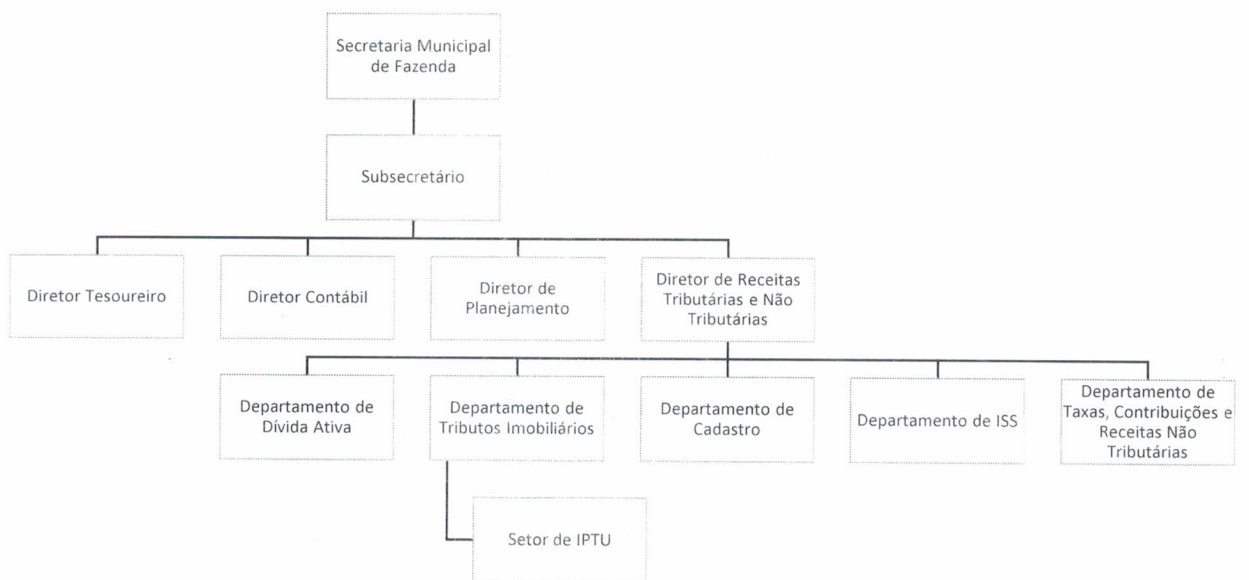 Secretaria Municipal
de Fazenda
Subsecretário
Diretor Tesoureiro
Diretor Contábil
Diretor de
Planejamento
Diretor de Receitas
Tributárias e Não
Tributárias
Departamento de
Dívida Ativa
Departamento de
Tributos Imobiliários
Departamento de
Cadastro
Departamento de ISS
Departamento de
Taxas, Contribuições e
Receitas Não
Tributárias
Setor de IPTU